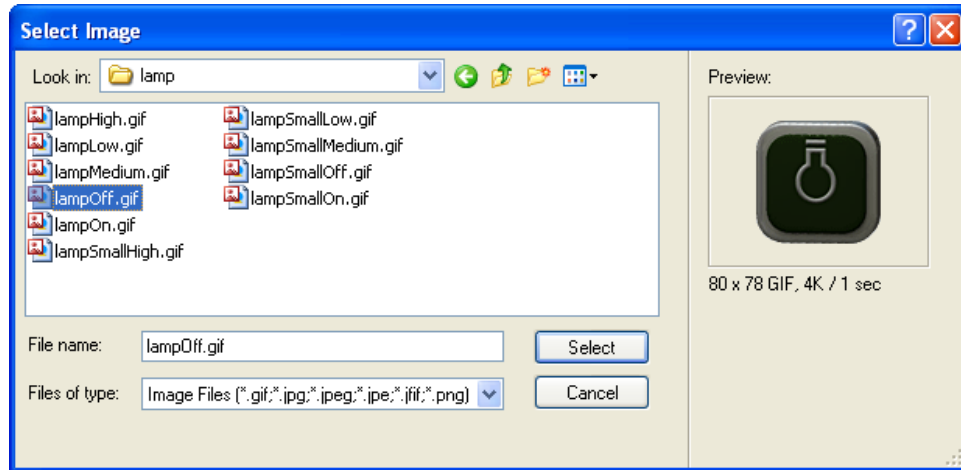 Select Image
Look in: lamp
Preview:
lampHigh.gif
lampLow.gif
lampMedium.gif
lampOff.gif
lampOn.gif
lampSmallHigh.gif
lampSmallLow.gif
lampSmallMedium.gif
lampSmallOff.gif
lampSmallOn.gif
80 x 78 GIF, 4K / 1 sec
File name: lampOff.gif Select
Files of type: Image Files (*.gif;*.jpg;*.jpeg;*.jpe;*.jfif;*.png) Cancel